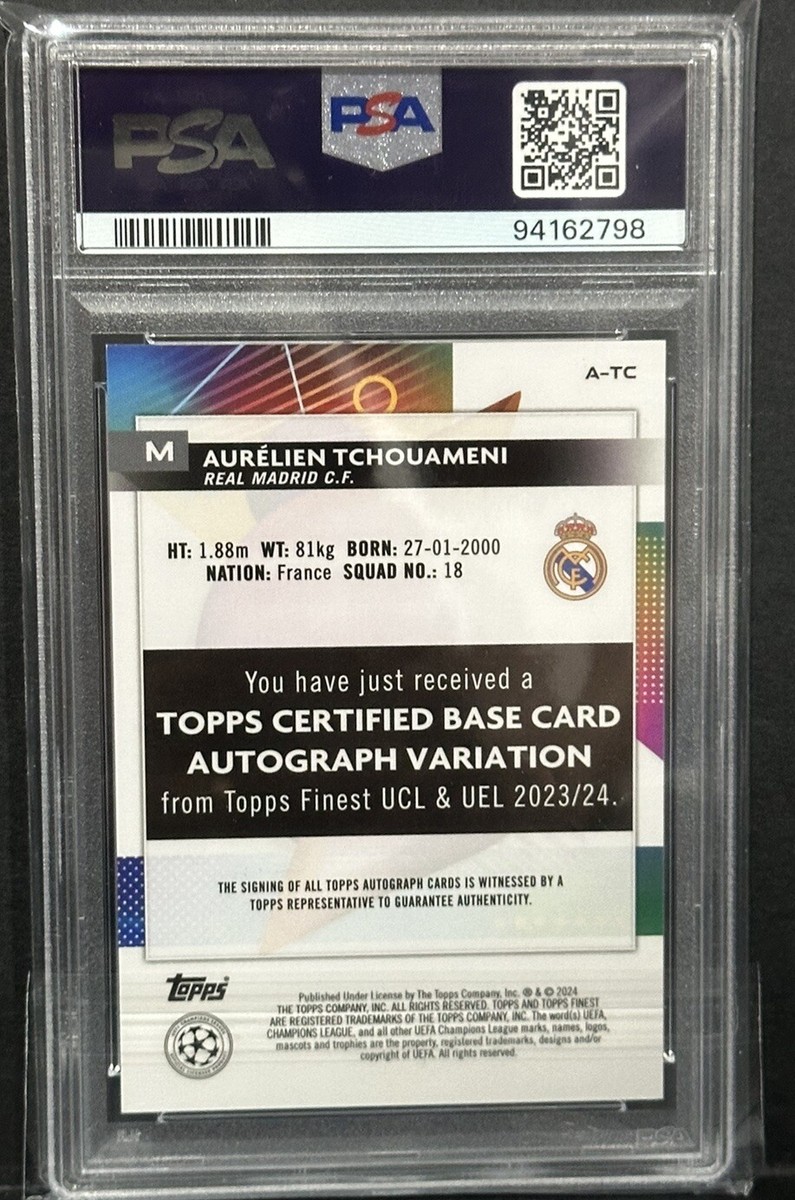 PSA PSA
94162798
A-TC
M AURÉLIEN TCHOUAMENI
REAL MADRID C.F.
HT: 1.88m WT: 81kg BORN: 27-01-2000
NATION: France SQUAD NO.: 18
You have just received a
TOPPS CERTIFIED BASE CARD
AUTOGRAPH VARIATION
from Topps Finest UCL & UEL 2023/24.
THE SIGNING OF ALL TOPPS AUTOGRAPH CARDS IS WITNESSED BY A
TOPPS REPRESENTATIVE TO GUARANTEE AUTHENTICITY.
Topps
Published Under License by The Topps Company, Inc. ® & © 2024
THE TOPPS COMPANY, INC. ALL RIGHTS RESERVED. TOPPS AND TOPPS FINEST
ARE REGISTERED TRADEMARKS OF THE TOPPS COMPANY, INC. The word(s) UEFA,
CHAMPIONS LEAGUE, and all other UEFA Champions League marks, names, logos,
mascots and trophies are the property, registered trademarks, designs and/or
copyright of UEFA. All rights reserved.
PSA